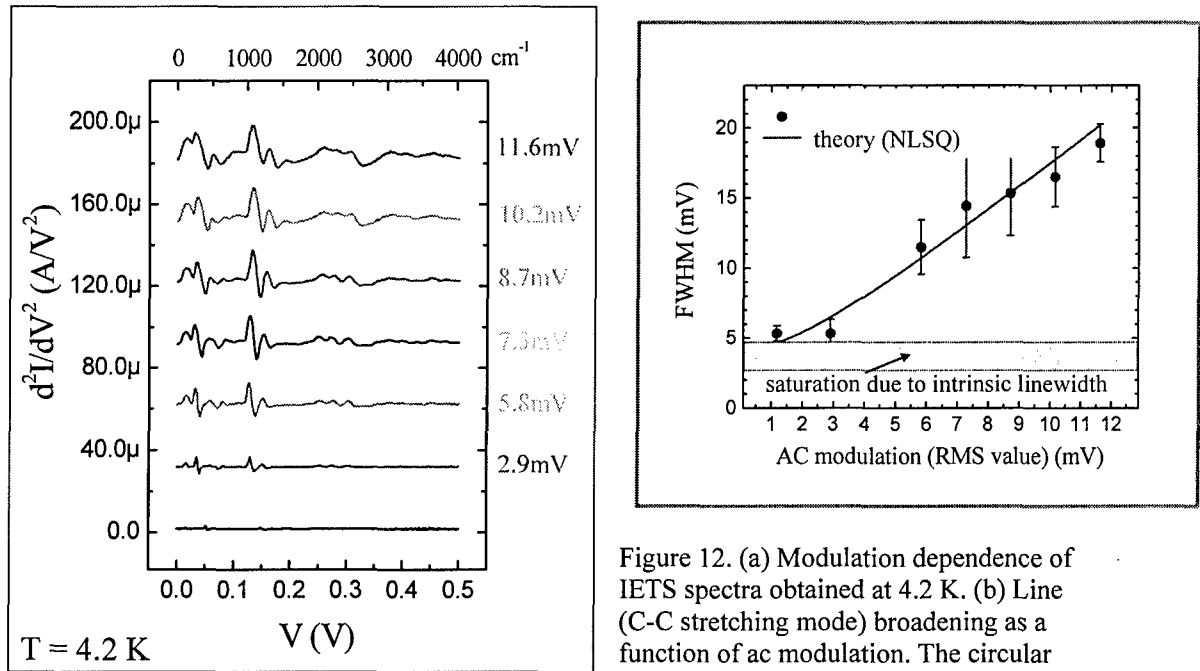 0 1000 2000 3000 4000 cm⁻¹
200.0µ
160.0µ
120.0µ
80.0µ
40.0µ
0.0
d²I/dV² (A/V²)
11.6mV
10.2mV
8.7mV
7.3mV
5.8mV
2.9mV
0.0 0.1 0.2 0.3 0.4 0.5
T = 4.2 K
V (V)
20
15
10
5
0
FWHM (mV)
theory (NLSQ)
saturation due to intrinsic linewidth
1 2 3 4 5 6 7 8 9 10 11 12
AC modulation (RMS value) (mV)
Figure 12. (a) Modulation dependence of
IETS spectra obtained at 4.2 K. (b) Line
(C-C stretching mode) broadening as a
function of ac modulation. The circular